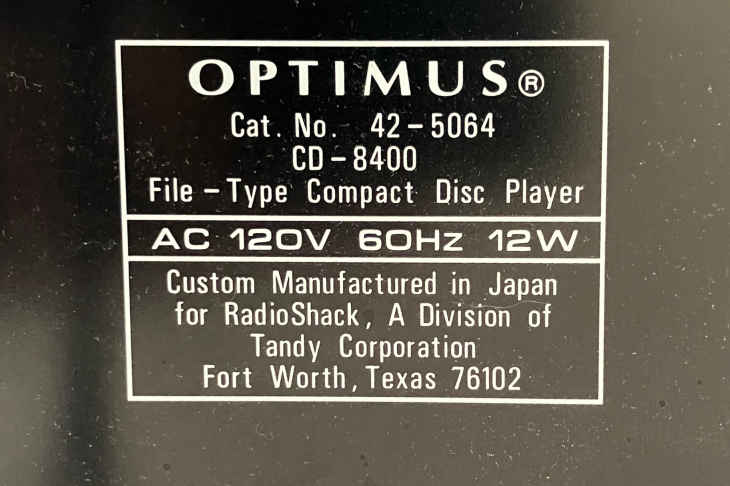 OPTIMUS®
Cat. No. 42-5064
CD-8400
File-Type Compact Disc Player
AC 120V 60Hz 12W
Custom Manufactured in Japan
for RadioShack, A Division of
Tandy Corporation
Fort Worth, Texas 76102